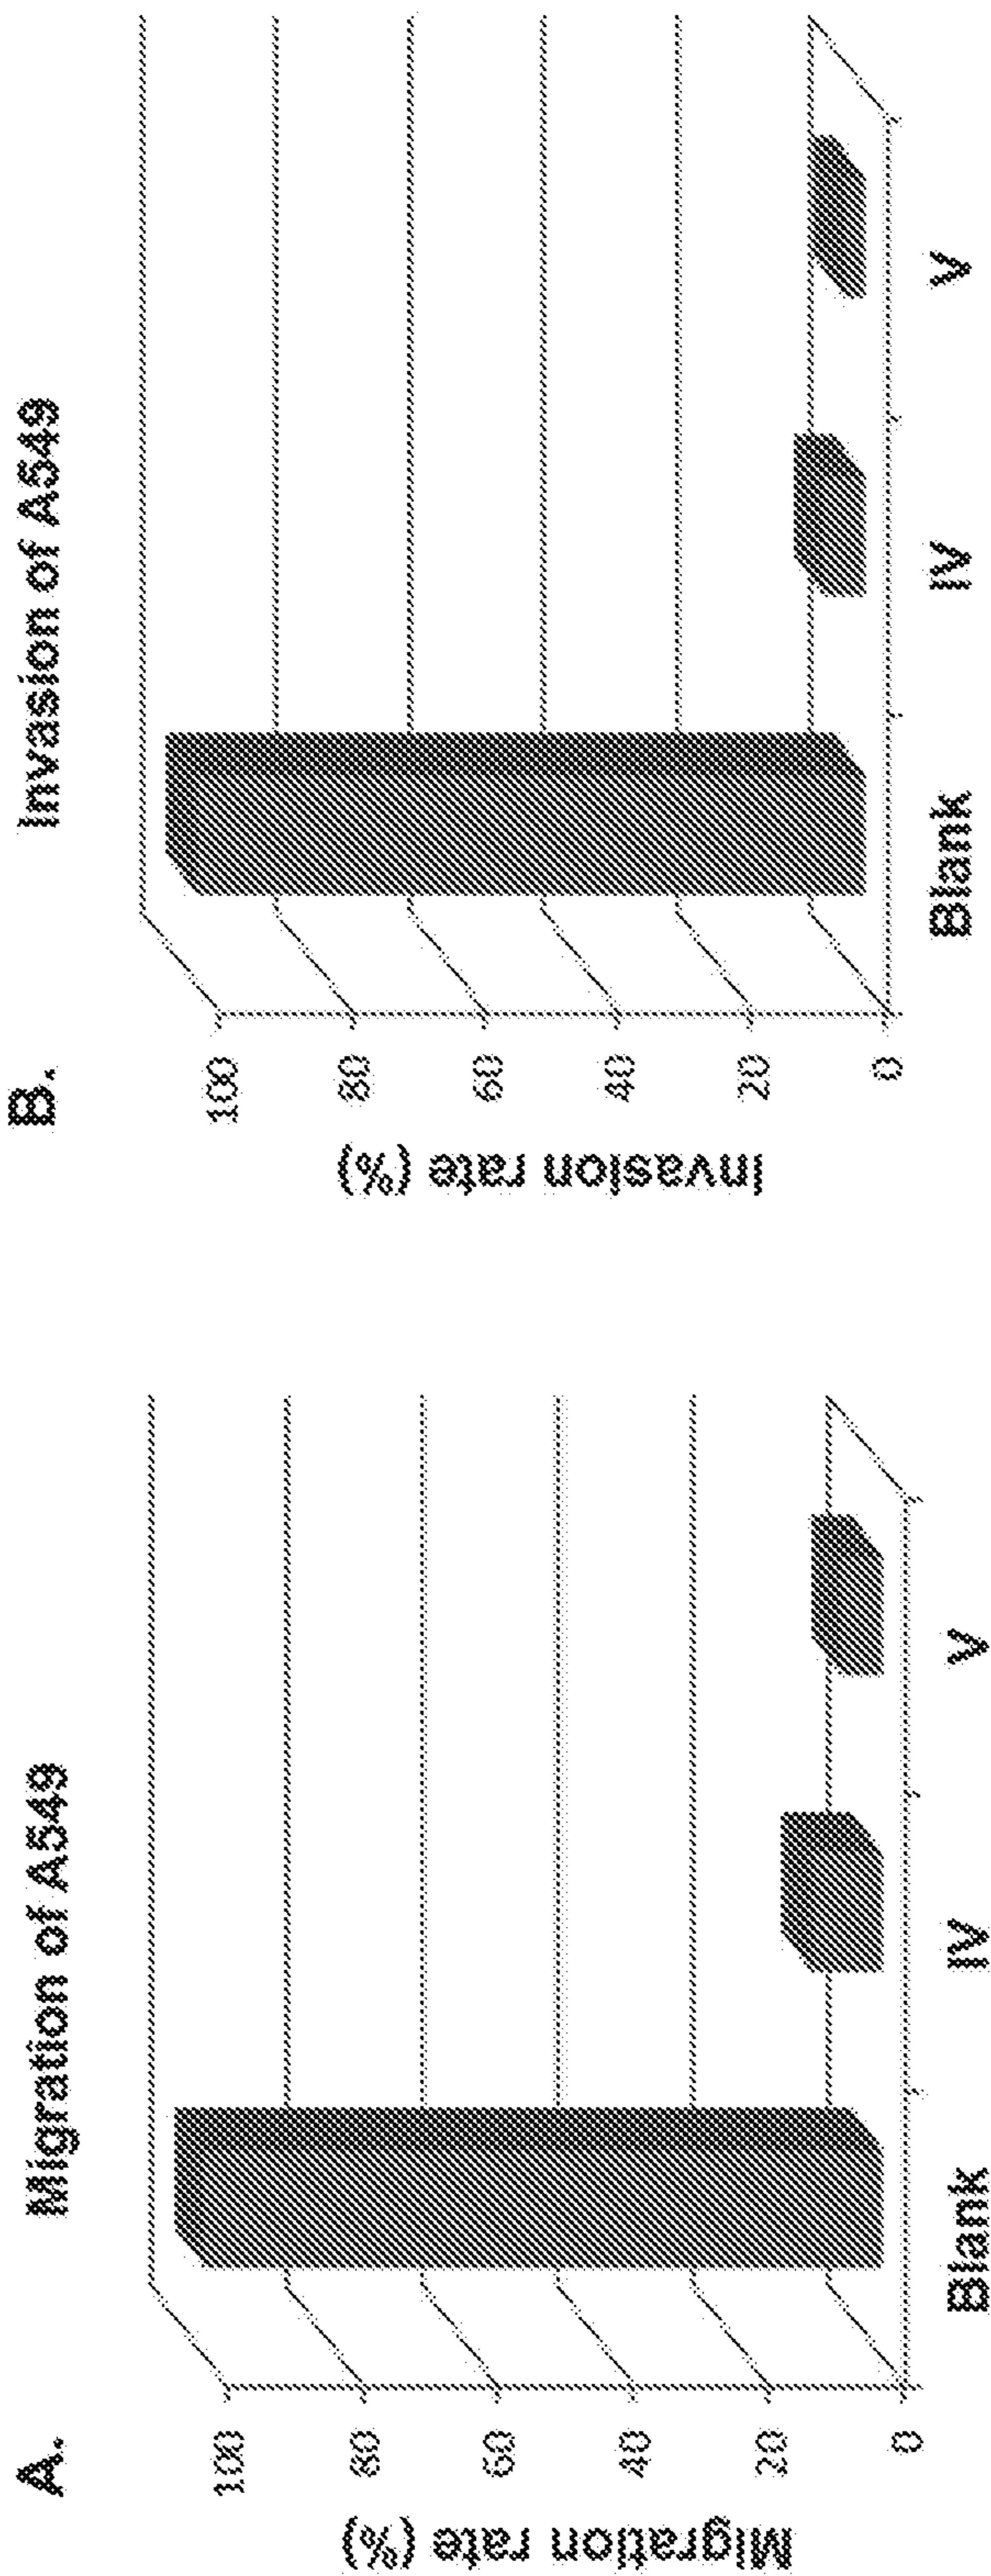 A.
Migration of A549
Migration rate (%)
100
80
60
40
20
0
Blank
IV
V
B.
Invasion of A549
Invasion rate (%)
100
80
60
40
20
0
Blank
IV
V